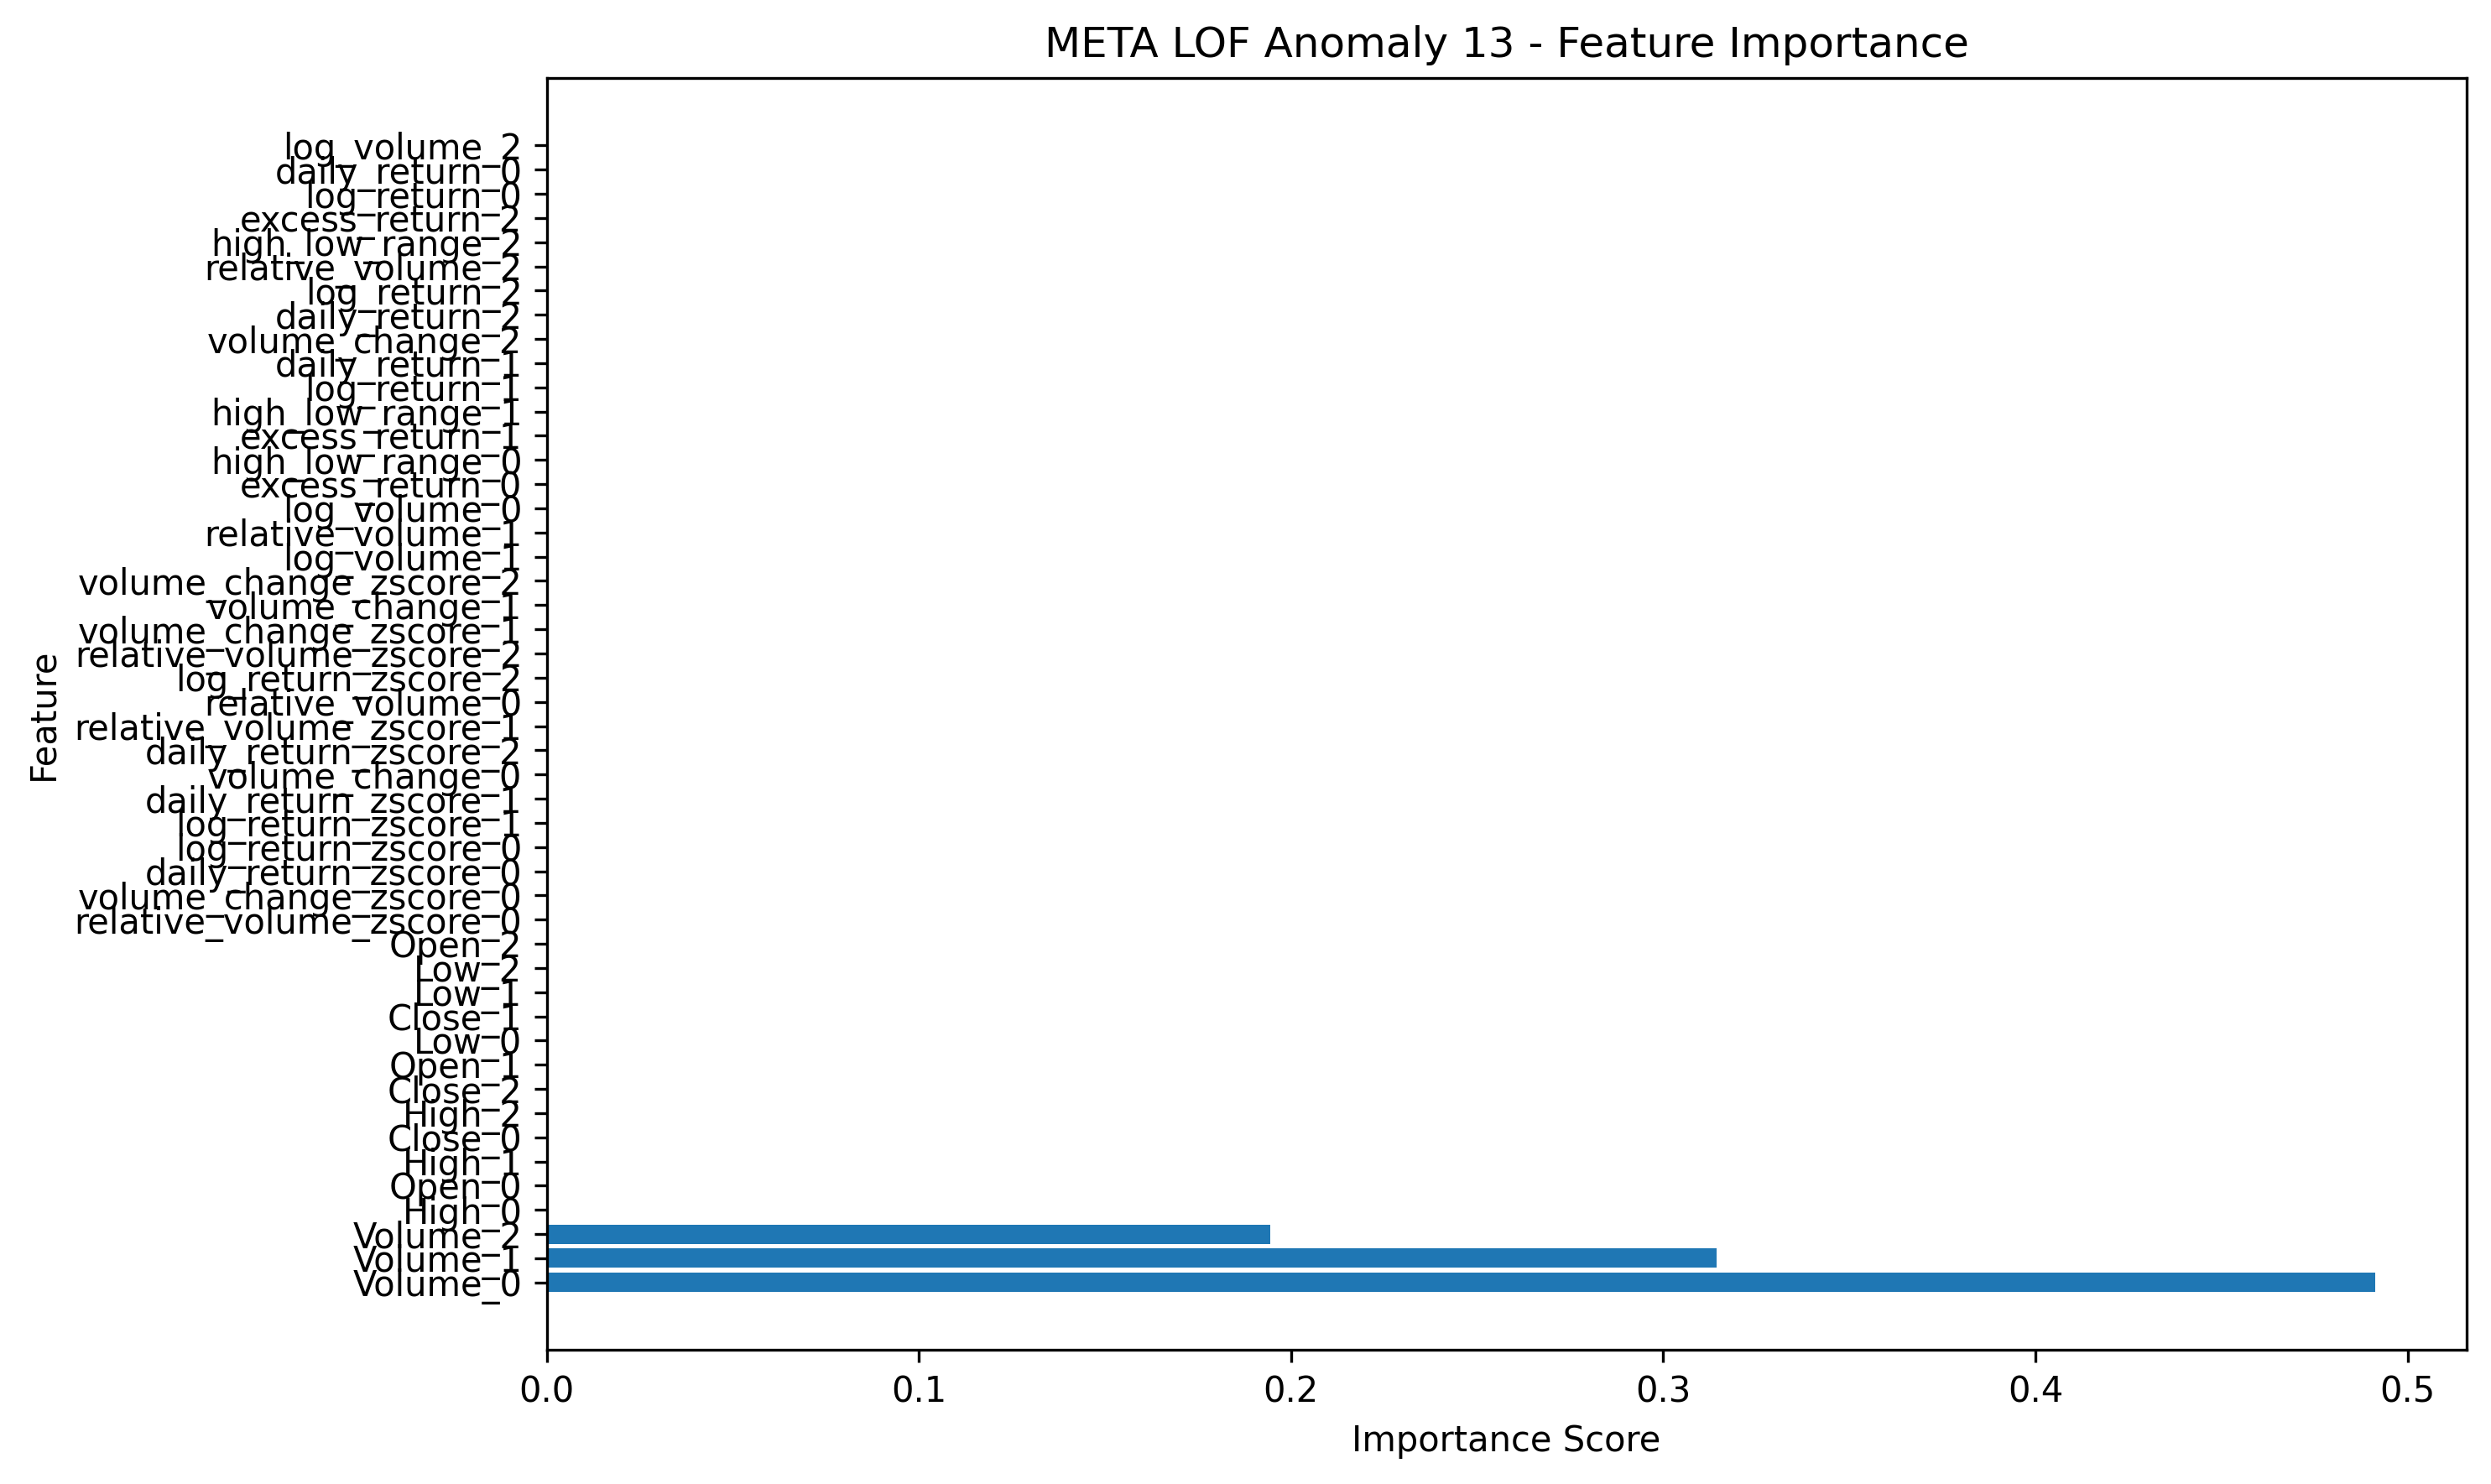 META LOF Anomaly 13 - Feature Importance
log_volume_2
daily_return_0
log_return_0
excess_return_2
high_low_range_2
relative_volume_2
log_return_2
daily_return_2
volume_change_2
daily_return_1
log_return_1
high_low_range_1
excess_return_1
high_low_range_0
excess_return_0
log_volume_0
relative_volume_1
log_volume_1
volume_change_zscore_2
volume_change_1
volume_change_zscore_1
relative_volume_zscore_2
log_return_zscore_2
relative_volume_0
relative_volume_zscore_1
daily_return_zscore_2
volume_change_0
daily_return_zscore_1
log_return_zscore_1
log_return_zscore_0
daily_return_zscore_0
volume_change_zscore_0
relative_volume_zscore_0
Open_2
Low_2
Low_1
Close_1
Low_0
Open_1
Close_2
High_2
Close_0
High_1
Open_0
High_0
Volume_2
Volume_1
Volume_0
Feature
0.0 0.1 0.2 0.3 0.4 0.5
Importance Score